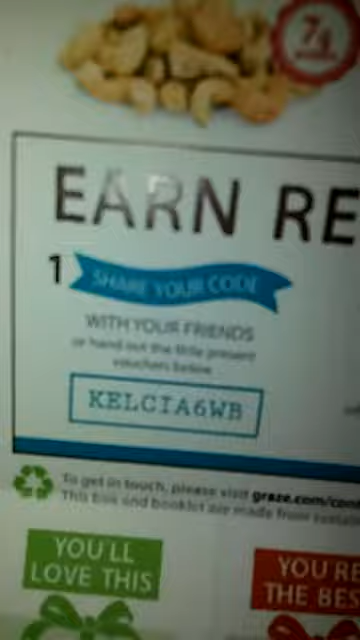 7g
EARN RE
1
SHARE YOUR CODE
WITH YOUR FRIENDS
or hand out the little present
vouchers below
KELCIA6WB
To get in touch, please visit graze.com/con
This box and booklet are made from
YOU'LL
LOVE THIS
YOU'RE
THE BES